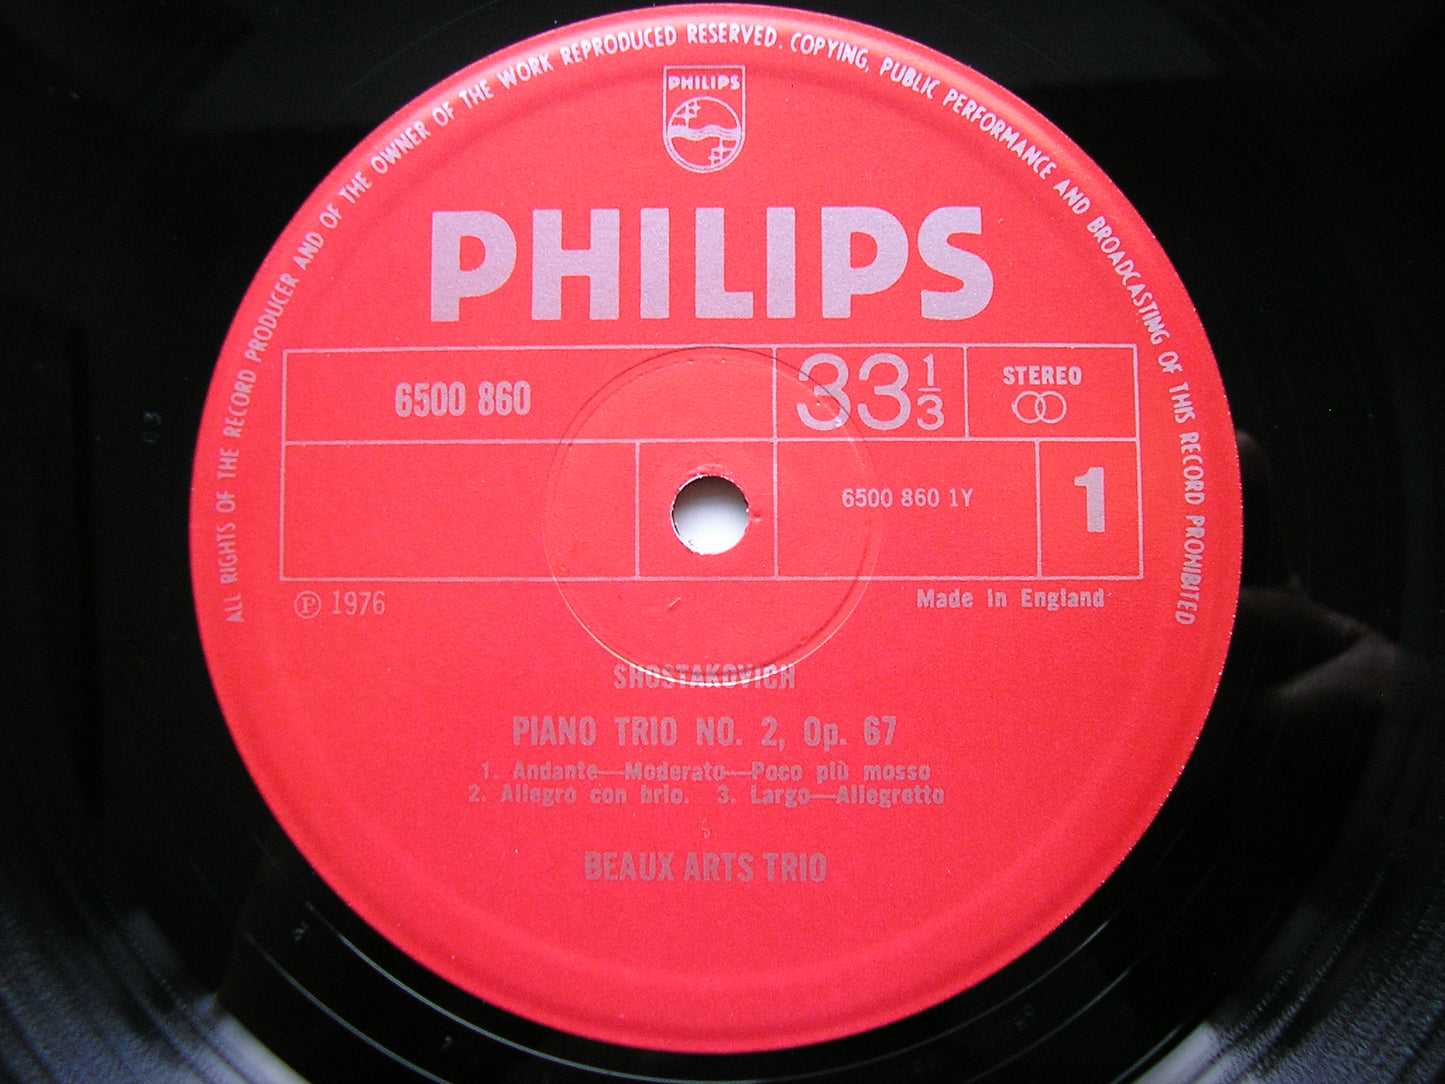 ALL RIGHTS OF THE RECORD PRODUCER AND OF THE OWNER OF THE WORK REPRODUCED RESERVED. COPYING, PUBLIC PERFORMANCE AND BROADCASTING OF THIS RECORD PROHIBITED
PHILIPS
PHILIPS
6500 860
33 1/3
STEREO
6500 860 1Y
1
Ⓟ 1976
Made in England
SHOSTAKOVICH
PIANO TRIO NO. 2, Op. 67
1. Andante—Moderato—Poco più mosso
2. Allegro con brio. 3. Largo—Allegretto
BEAUX ARTS TRIO